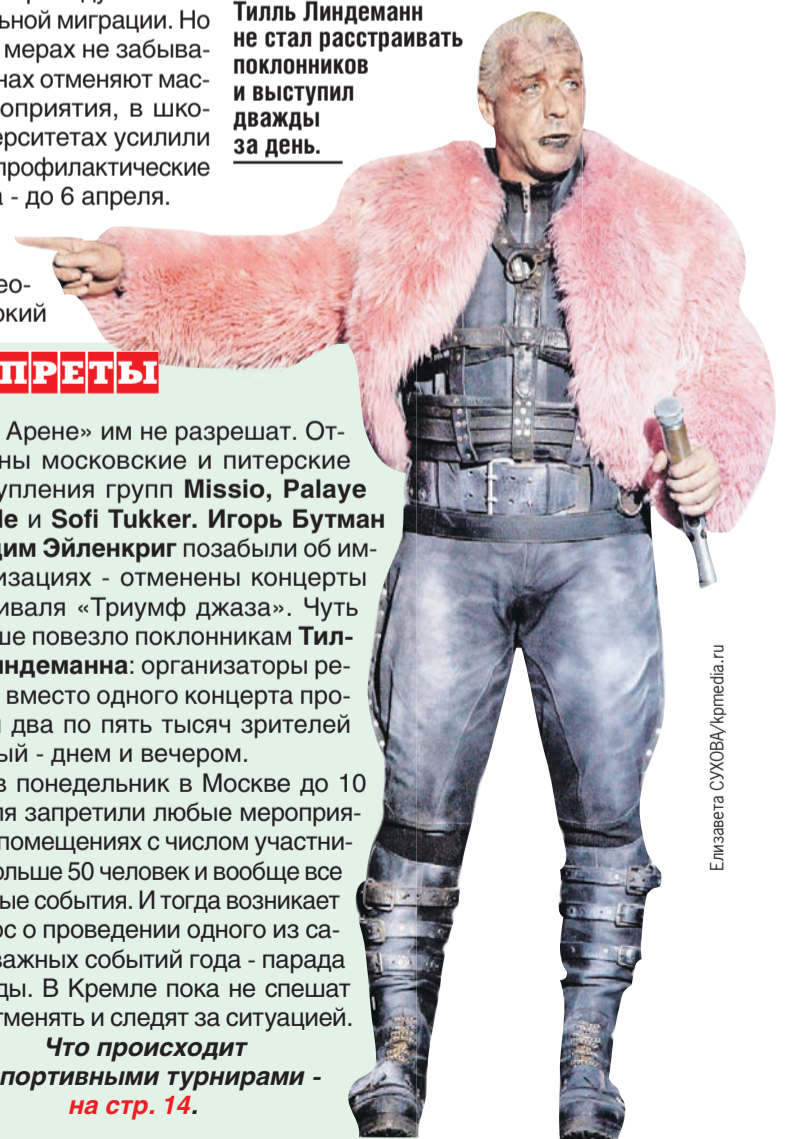 ьной миграции. Но
мерах не забыва-
нах отменяют мас-
оприятия, в шко-
ерситетах усилили
профилактические
- до 6 апреля.
Тилль Линдеманн
не стал расстраивать
поклонников
и выступил
дважды
за день.
ео-
окий
ПРЕТЫ
Арене» им не разрешат. От-
ны московские и питерские
упления групп Missio, Palaye
le и Sofi Tukker. Игорь Бутман
дим Эйленкриг позабыли об им-
изациях - отменены концерты
иваля «Триумф джаза». Чуть
ше повезло поклонникам Тил-
индеманна: организаторы ре-
вместо одного концерта про-
два по пять тысяч зрителей
ый - днем и вечером.
в понедельник в Москве до 10
ля запретили любые мероприя-
помещениях с числом участни-
ольше 50 человек и вообще все
ые события. И тогда возникает
ос о проведении одного из са-
важных событий года - парада
ды. В Кремле пока не спешат
тменять и следят за ситуацией.
Что происходит
портивными турнирами -
на стр. 14.
Елизавета СУХОВА/kpmedia.ru